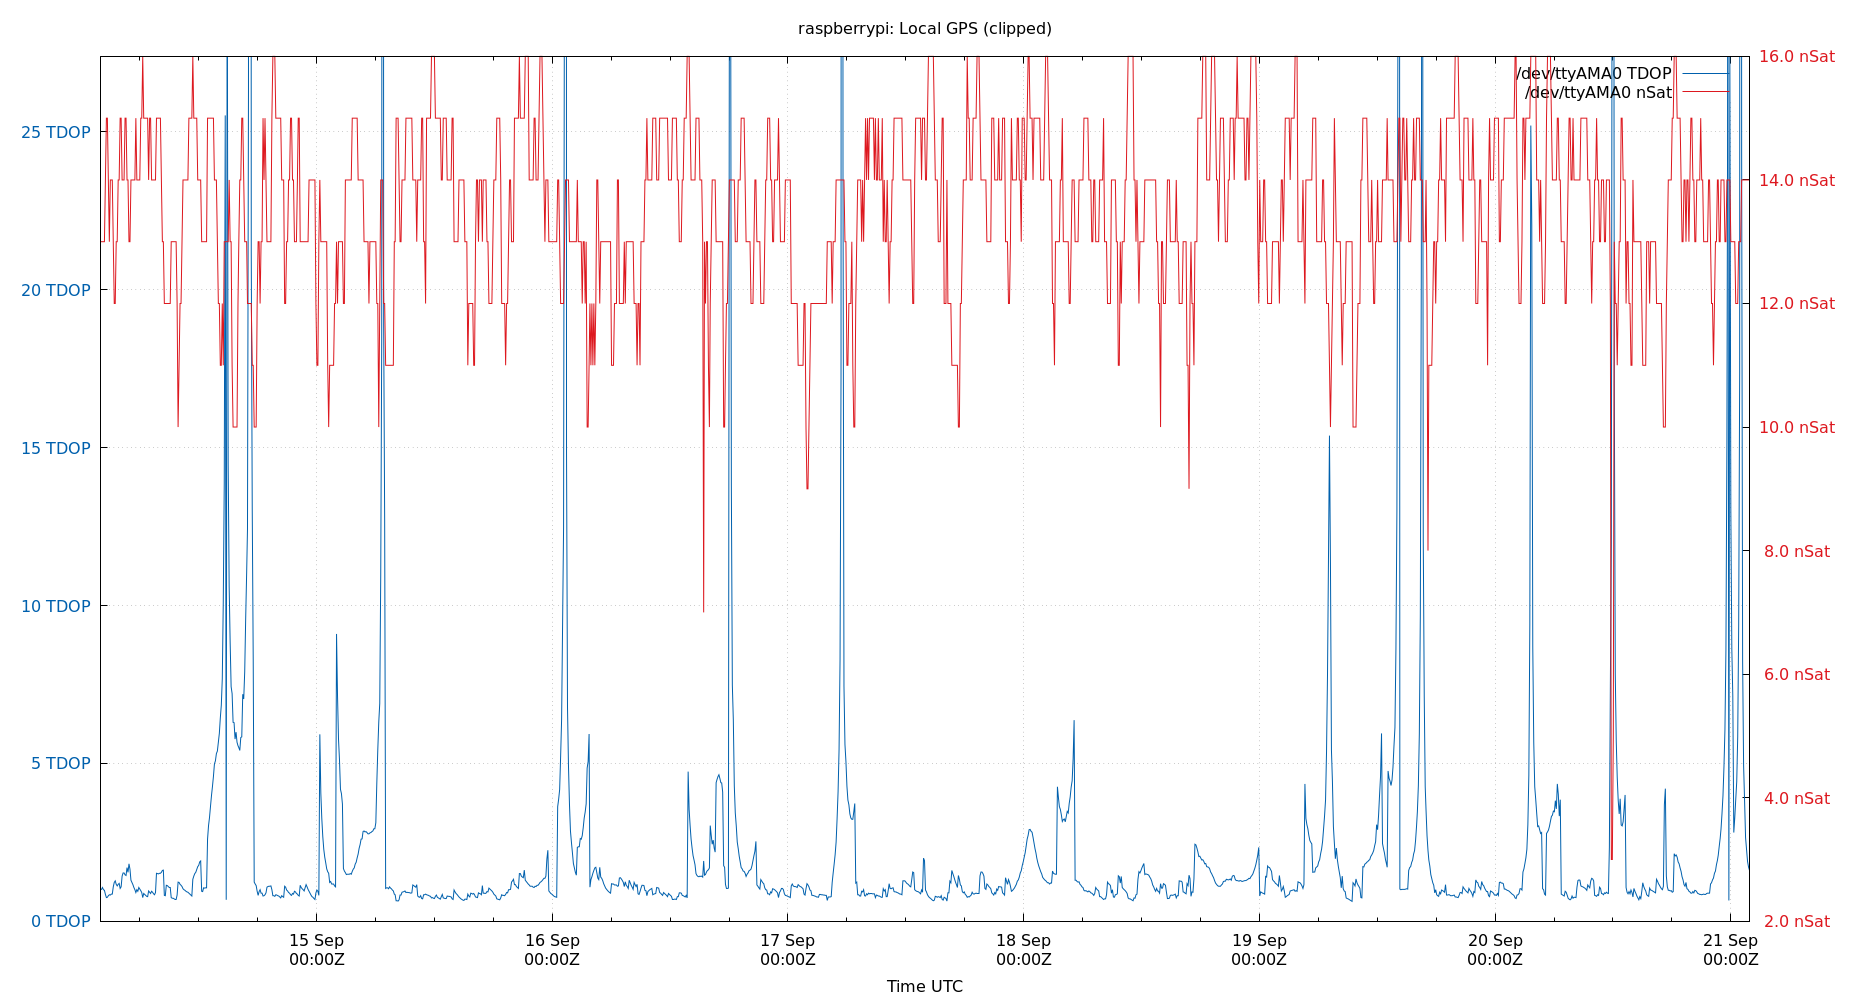 raspberrypi: Local GPS (clipped)
16.0 nSat
/dev/ttyAMA0 TDOP
/dev/ttyAMA0 nSat
25 TDOP
14.0 nSat
20 TDOP
12.0 nSat
15 TDOP
10.0 nSat
8.0 nSat
10 TDOP
6.0 nSat
5 TDOP
4.0 nSat
0 TDOP
2.0 nSat
15 Sep 16 Sep 17 Sep 18 Sep 19 Sep 20 Sep 21 Sep
00:00Z 00:00Z 00:00Z 00:00Z 00:00Z 00:00Z 00:00Z
Time UTC